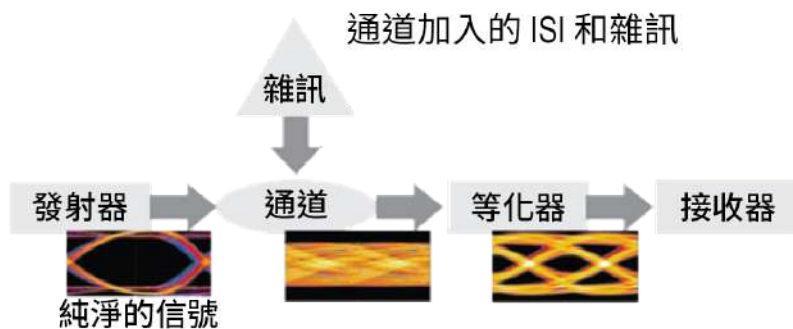 通道加入的 ISI 和雜訊
雜訊
發射器
通道
等化器
接收器
純淨的信號